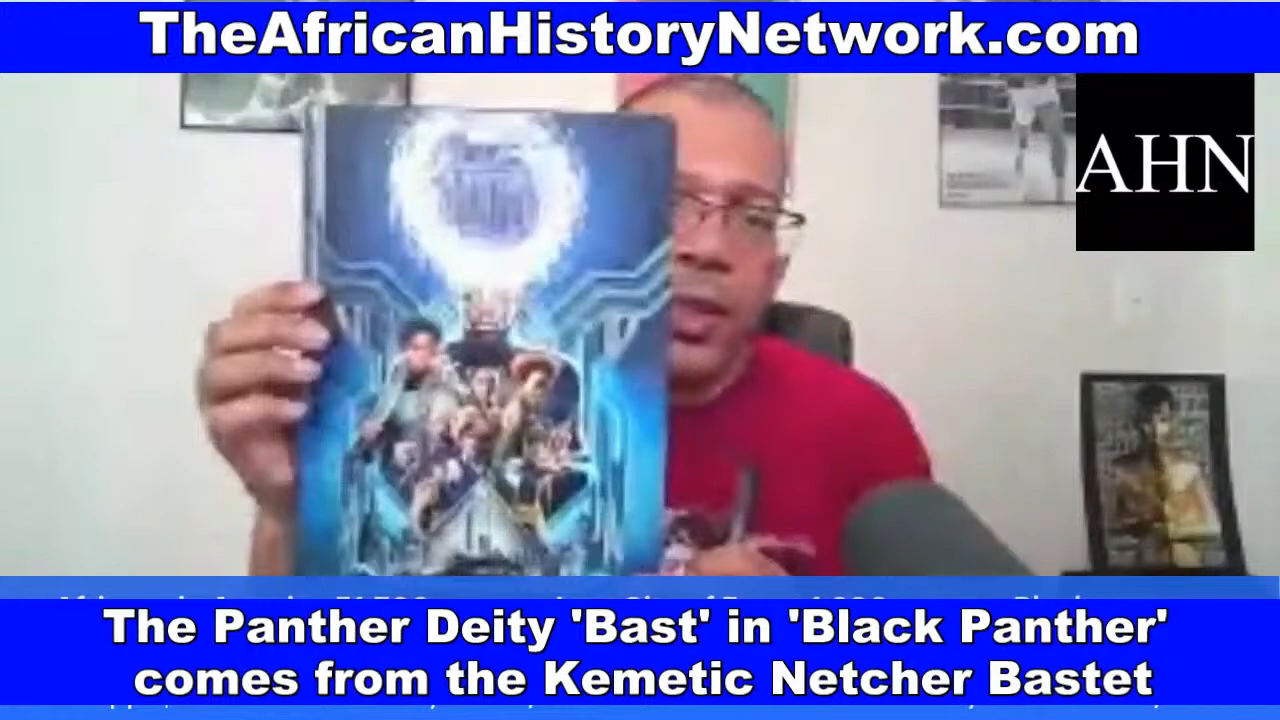 TheAfricanHistoryNetwork.com
AHN
The Panther Deity 'Bast' in 'Black Panther'
comes from the Kemetic Netcher Bastet